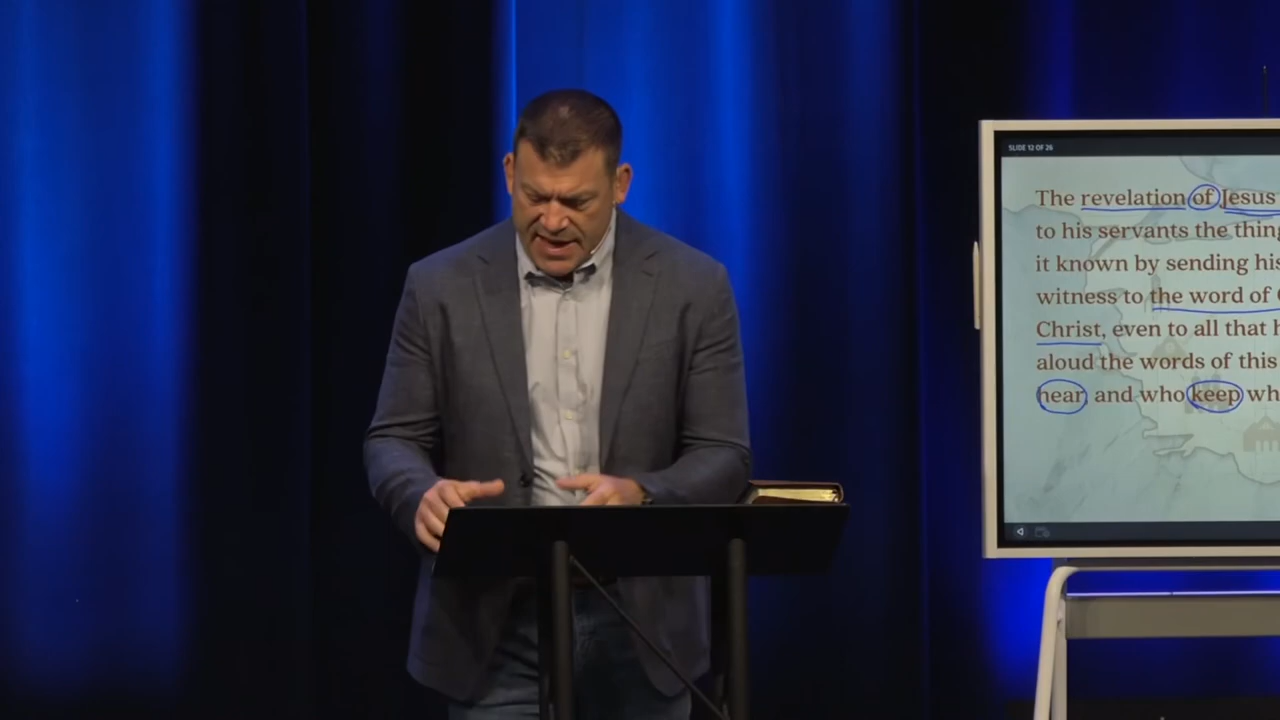 SLIDE 12 OF 26
The revelation of Jesus
to his servants the thing
it known by sending his
witness to the word of
Christ, even to all that h
aloud the words of this
hear, and who keep wh